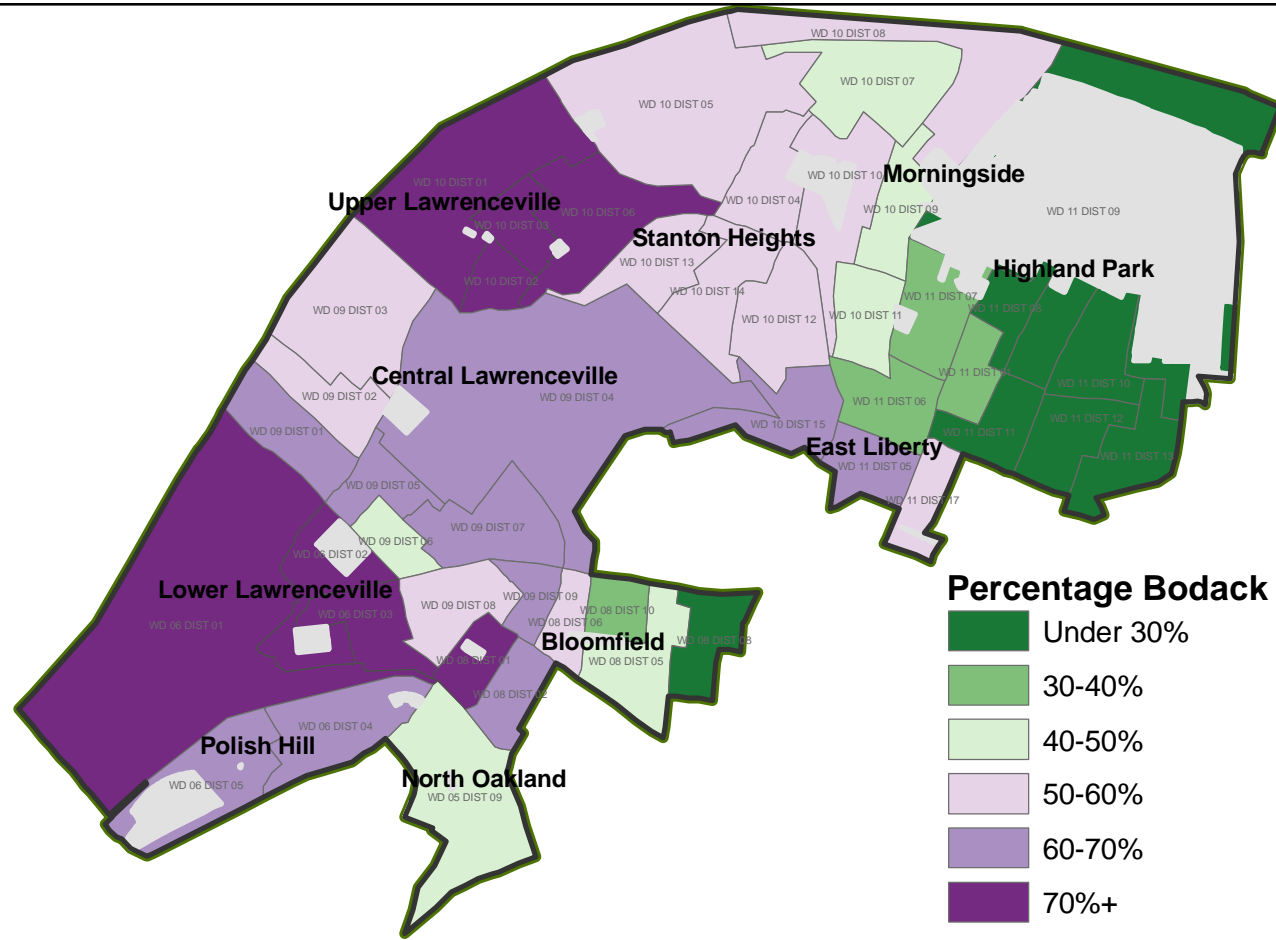 WD 10 DIST 08
WD 10 DIST 07
WD 10 DIST 05
Morningside
WD 10 DIST 10
WD 10 DIST 01
Upper Lawrenceville
WD 10 DIST 04
WD 10 DIST 09
WD 11 DIST 09
WD 10 DIST 06
WD 10 DIST 03
Stanton Heights
WD 10 DIST 13
Highland Park
WD 10 DIST 02
WD 10 DIST 14
WD 11 DIST 07
WD 11 DIST 08
WD 09 DIST 03
WD 10 DIST 12
WD 10 DIST 11
Central Lawrenceville
WD 09 DIST 04
WD 09 DIST 02
WD 11 DIST 10
WD 11 DIST 06
WD 11 DIST 12
WD 09 DIST 01
WD 10 DIST 15
WD 11 DIST 11
East Liberty
WD 11 DIST 05
WD 11 DIST 13
WD 09 DIST 05
WD 11 DIST 17
WD 09 DIST 07
WD 09 DIST 06
WD 06 DIST 02
Lower Lawrenceville
WD 09 DIST 09
WD 09 DIST 08
WD 06 DIST 03
WD 06 DIST 01
WD 08 DIST 10
WD 08 DIST 06
Bloomfield
WD 08 DIST 08
WD 08 DIST 01
WD 08 DIST 05
WD 08 DIST 02
WD 06 DIST 04
Polish Hill
WD 06 DIST 05
North Oakland
WD 05 DIST 09
Percentage Bodack
Under 30%
30-40%
40-50%
50-60%
60-70%
70%+